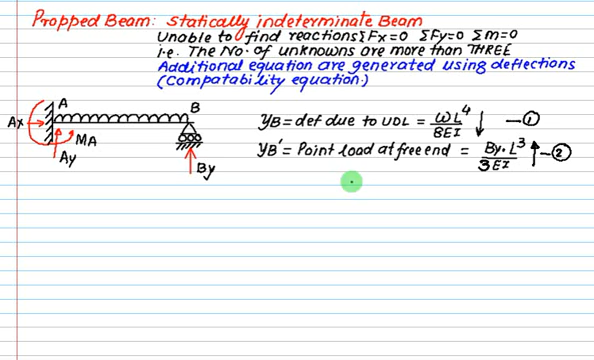 Propped Beam: Statically indeterminate Beam
Unable to find reactions ΣFx=0 ΣFy=0 Σm=0
i.e. The No. of unknowns are more than THREE
Additional equation are generated using deflections
(Compatability equation.)
A B
Ax
MA
Ay
By
yB = def due to UDL = ωL⁴/8EI ↓ —①
yB' = Point load at free end = By·L³/3EI ↑ —②